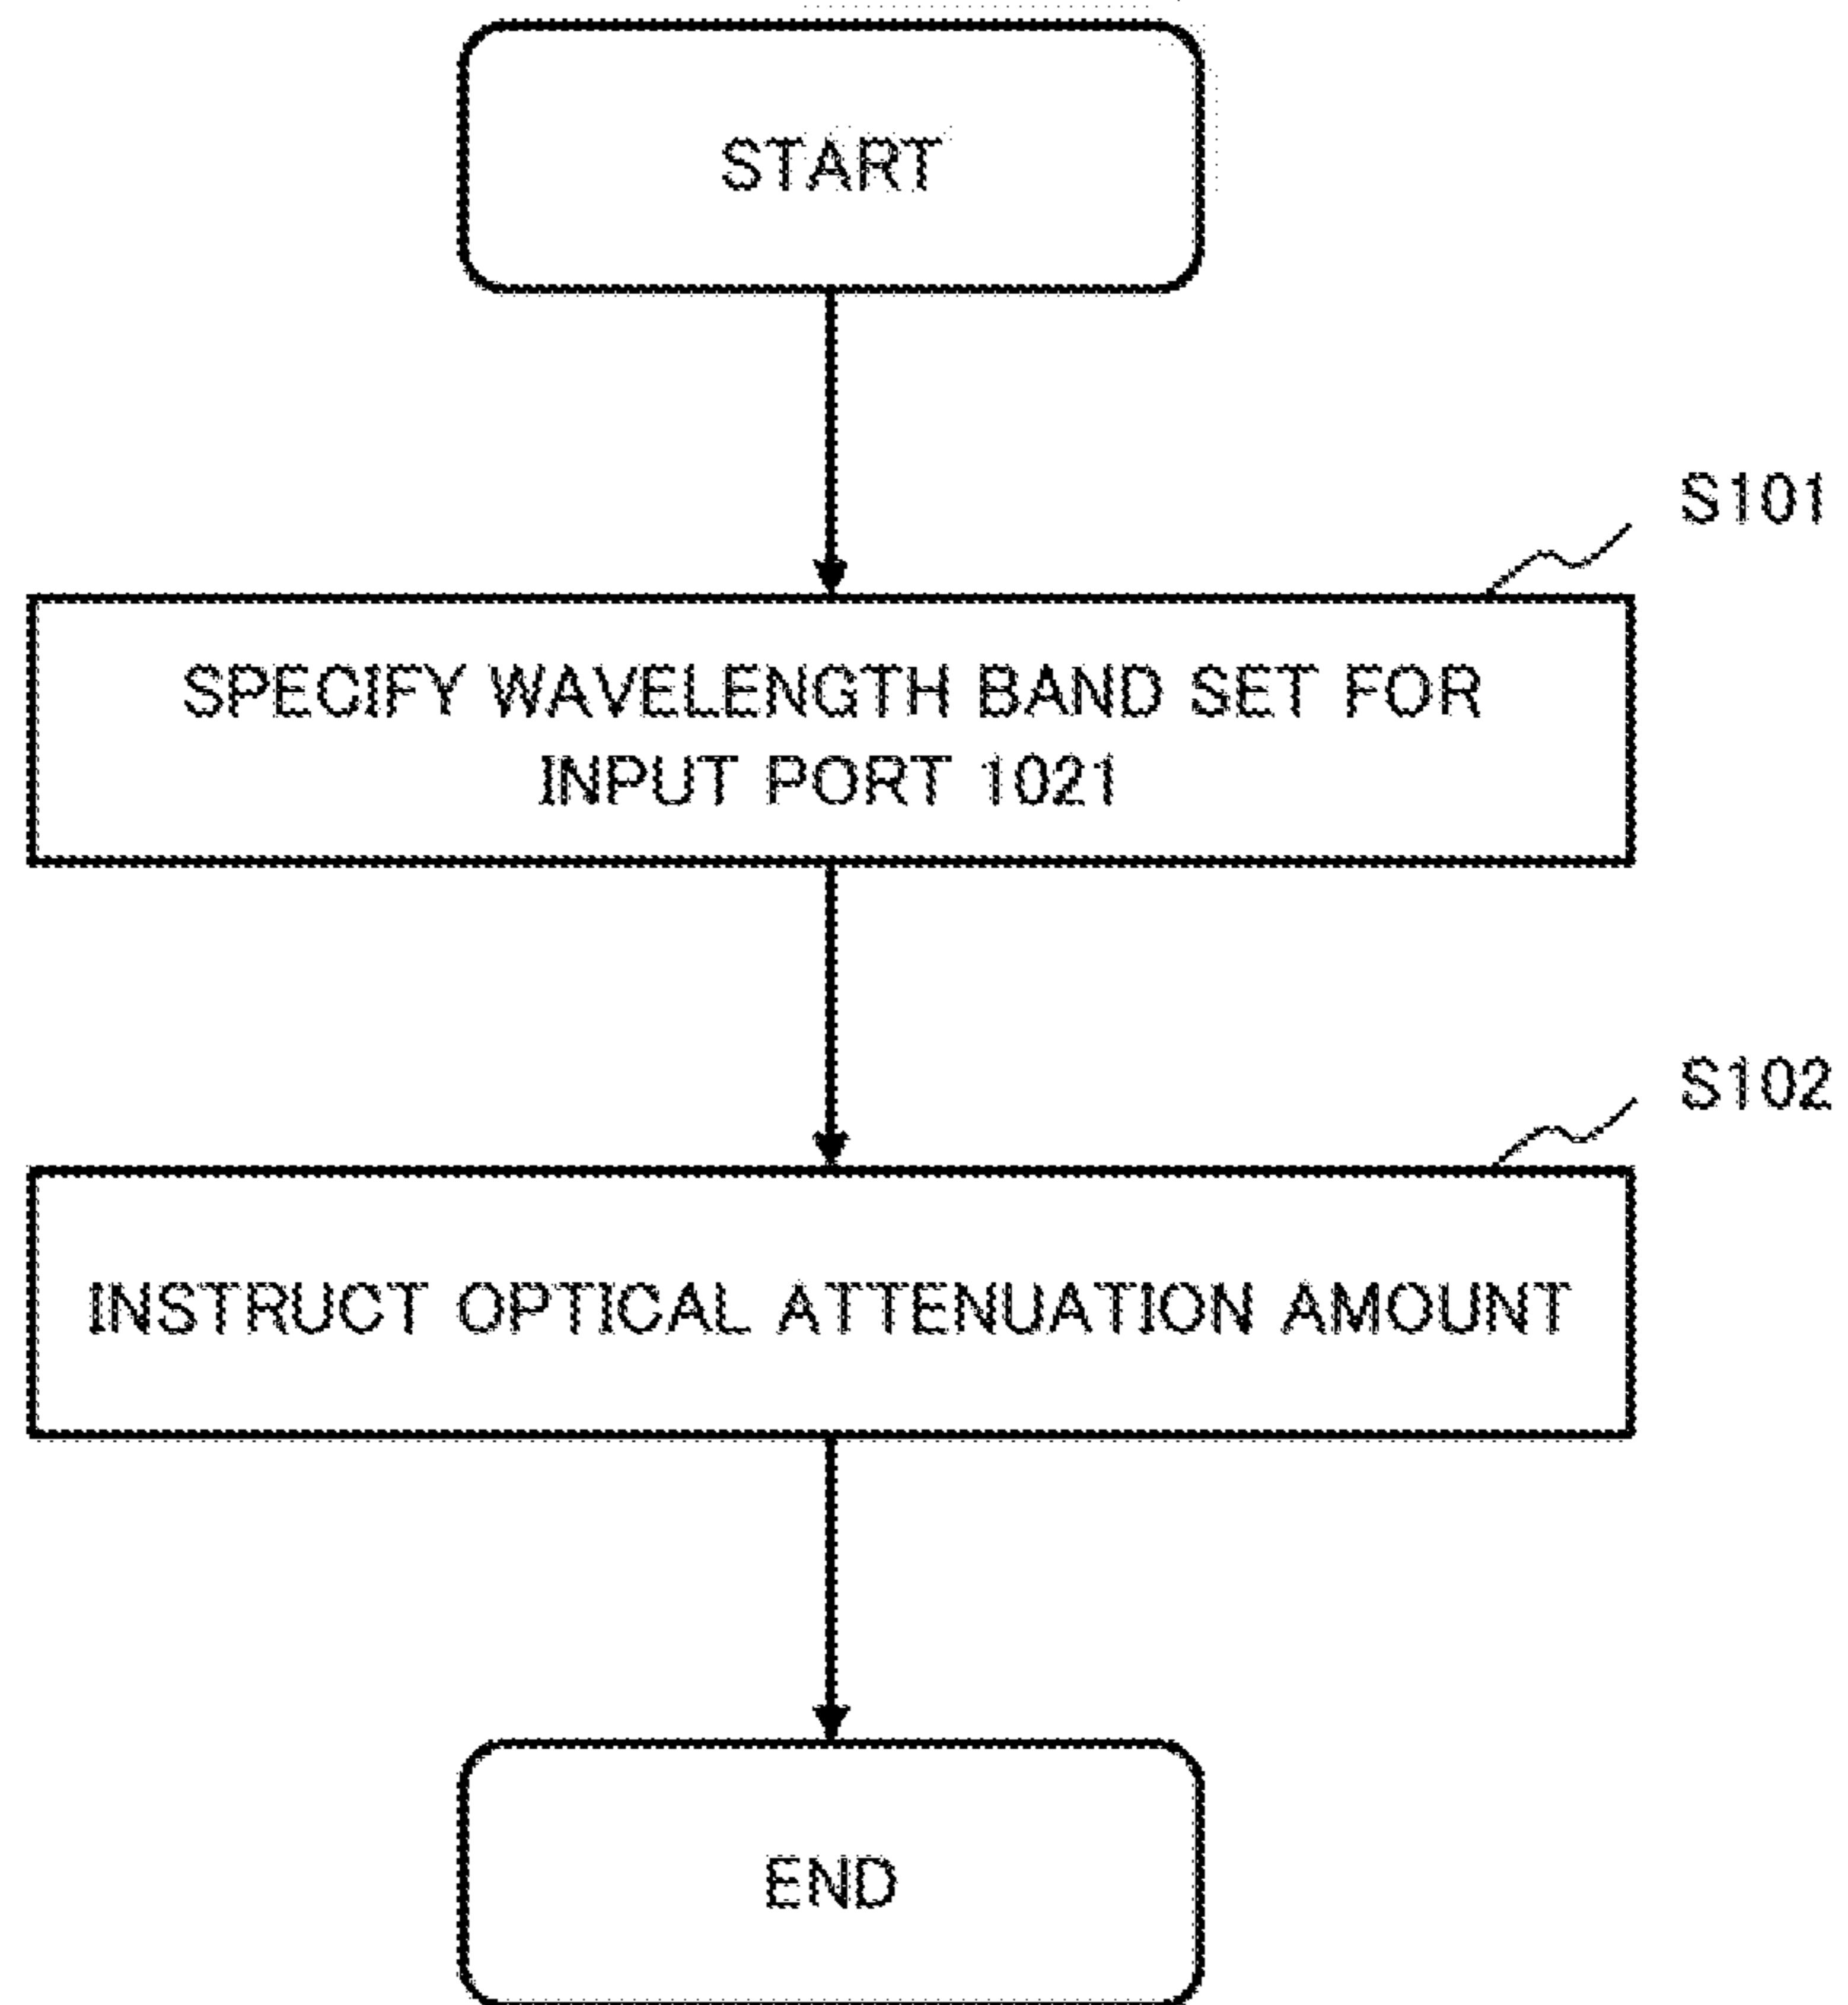 START
S101
SPECIFY WAVELENGTH BAND SET FOR
INPUT PORT 1021
S102
INSTRUCT OPTICAL ATTENUATION AMOUNT
END